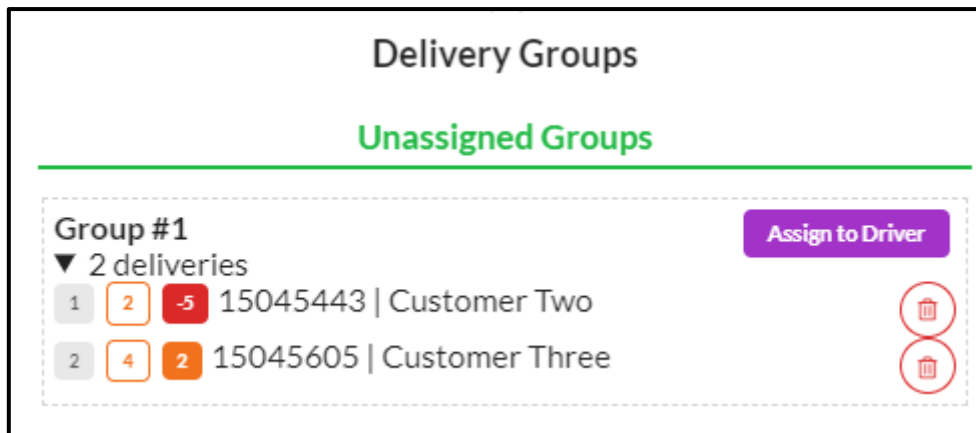 Delivery Groups
Unassigned Groups
Group #1
Assign to Driver
▼ 2 deliveries
1 2 -5 15045443 | Customer Two
2 4 2 15045605 | Customer Three